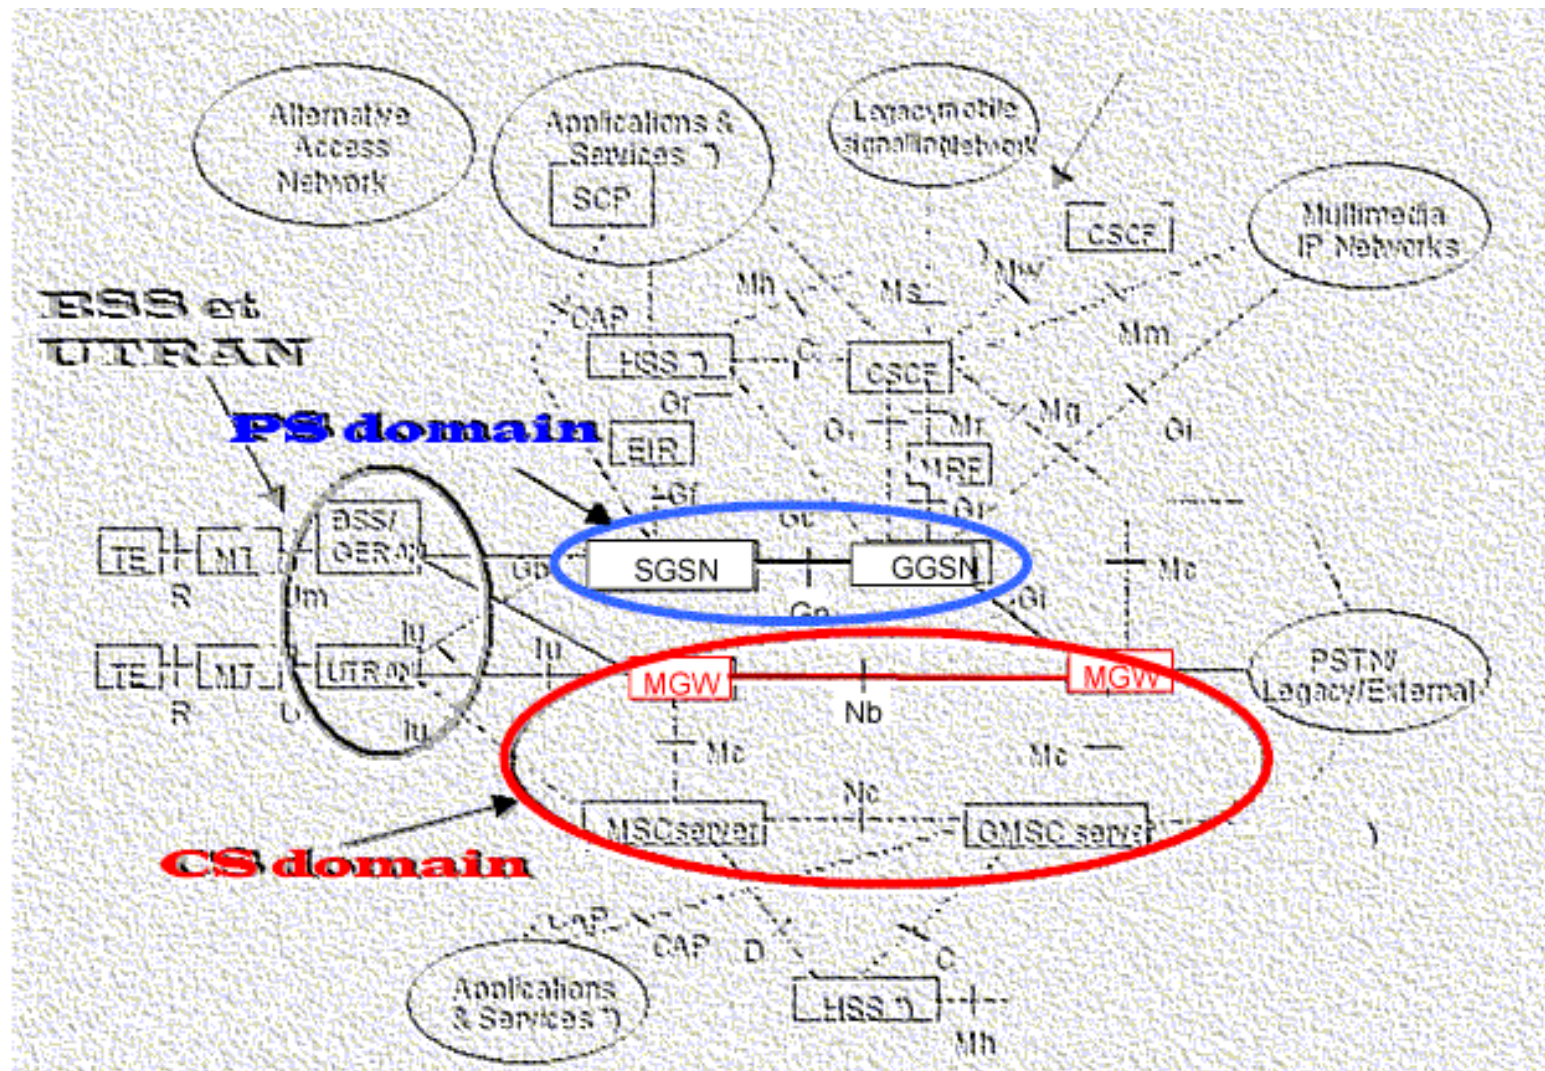 Alternative
Access
Network
Applications &
Services *)
SCP
Legacy mobile
signalling Network
CSCF
Multimedia
IP Networks
BSS et
UTRAN
CAP
Mh
Ms
Mw
Mm
HSS *)
CSCF
Gr
Mg
Gi
PS domain
EIR
Mr
MRF
Gf
Gc
TE
MT
BSS/
GERAN
R
Um
Gb
SGSN
GGSN
Gn
Gi
Mc
Iu
Iu
TE
MT
UTRAN
R
U
Iu
MGW
MGW
Nb
PSTN/
Legacy/External
Mc
Mc
Nc
MSC server
GMSC server
*)
CS domain
CAP
CAP
D
C
Applications
& Services *)
HSS *)
Mh